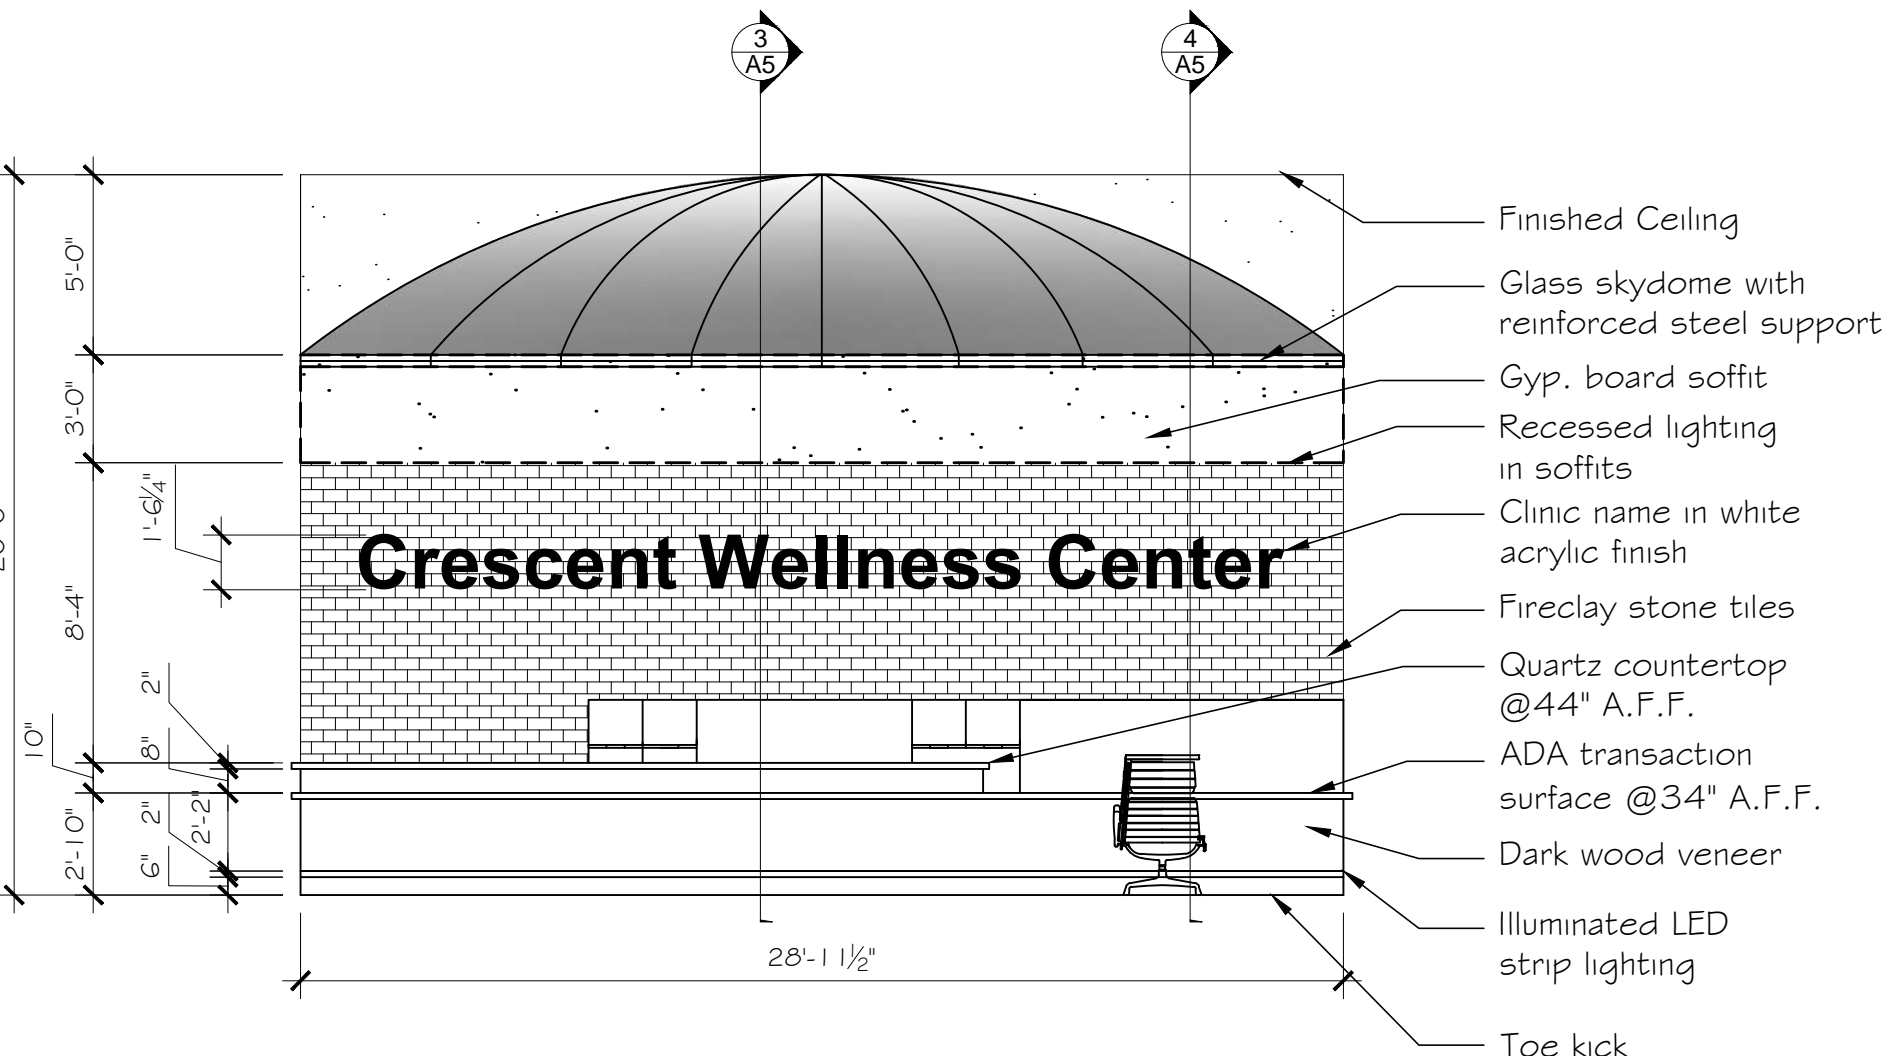 3
A5
4
A5
Finished Ceiling
Glass skydome with
reinforced steel support
Gyp. board soffit
Recessed lighting
in soffits
Clinic name in white
acrylic finish
Fireclay stone tiles
Quartz countertop
@44" A.F.F.
ADA transaction
surface @34" A.F.F.
Dark wood veneer
Illuminated LED
strip lighting
Toe kick
Crescent Wellness Center
5'-0"
3'-0"
1'-6¼"
8'-4"
2"
10"
8"
2"
2'-2"
2'-10"
6"
28'-11½"